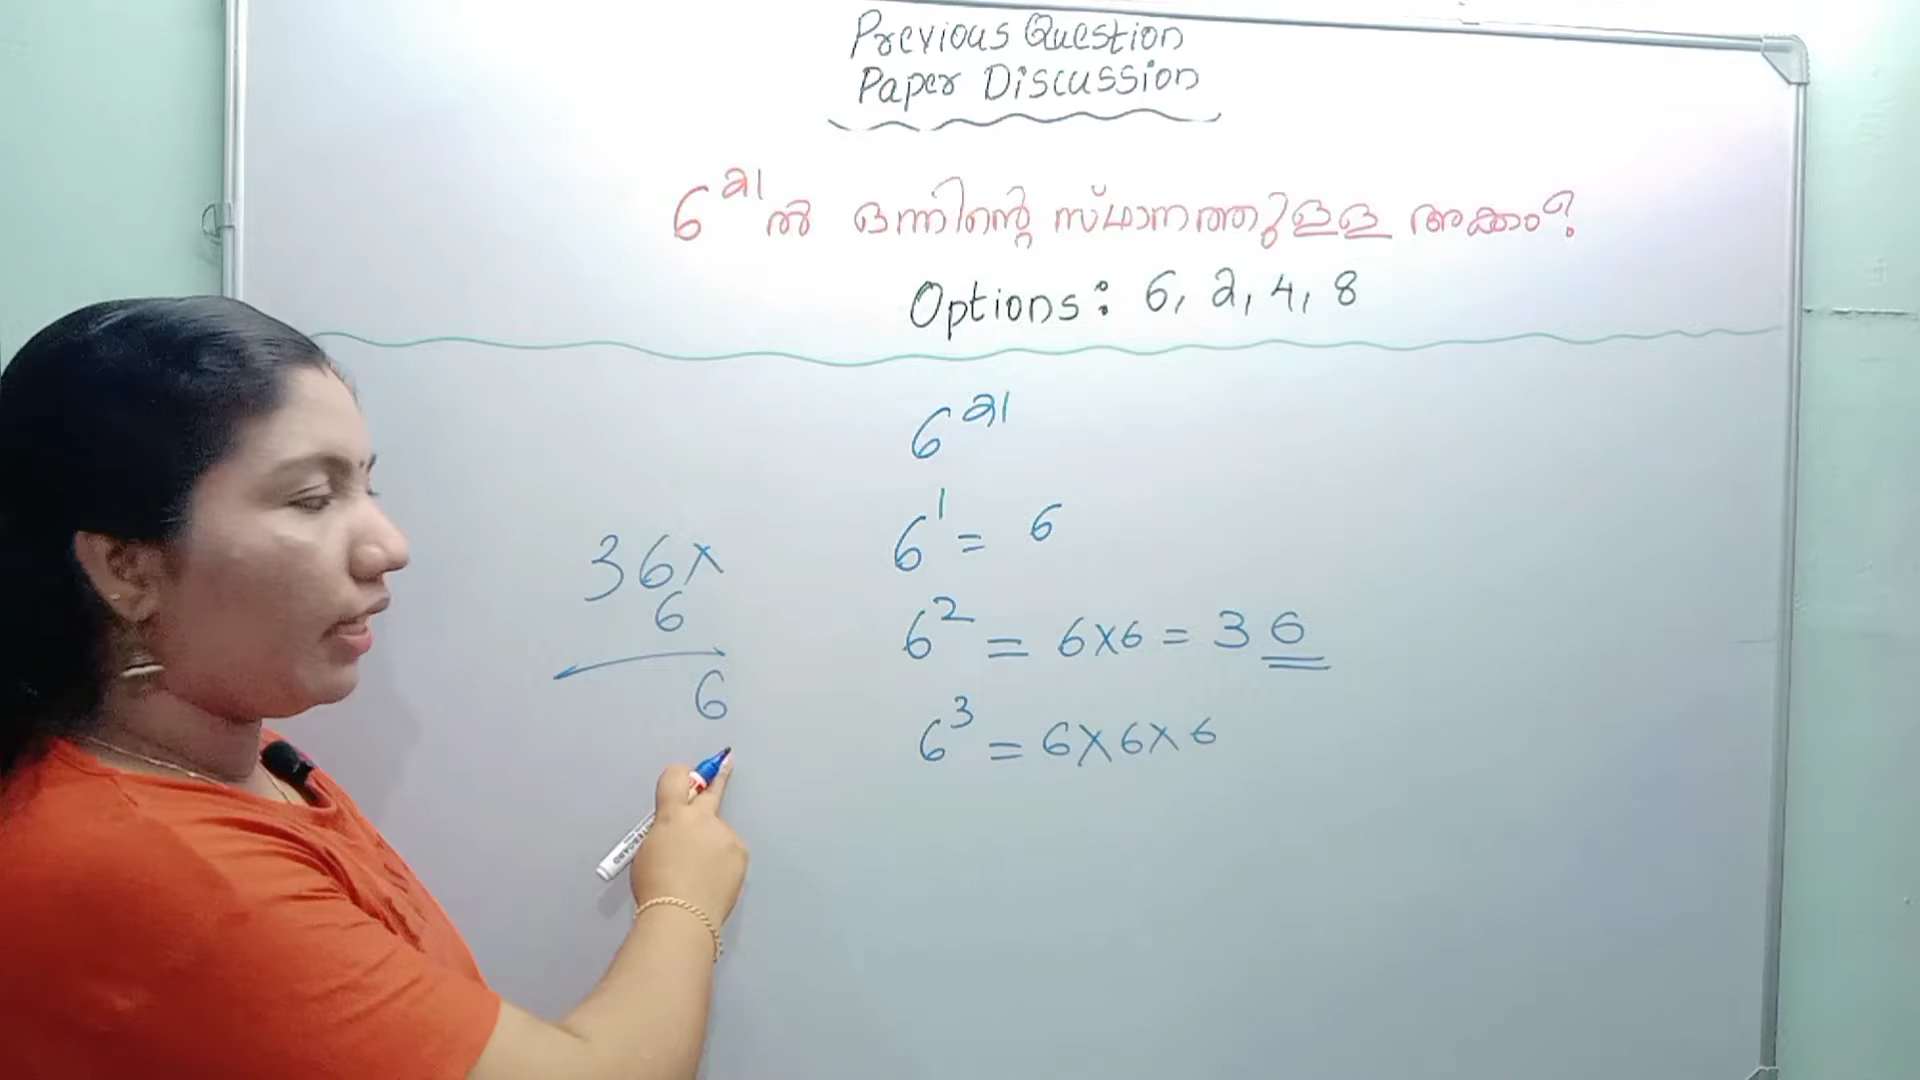 Previous Question
Paper Discussion
6²¹ൽ ഒന്നിന്റെ സ്ഥാനത്തുള്ള അക്കം?
Options: 6, 2, 4, 8
6²¹
6¹ = 6
36×
6
6
6² = 6×6 = 36
6³ = 6×6×6